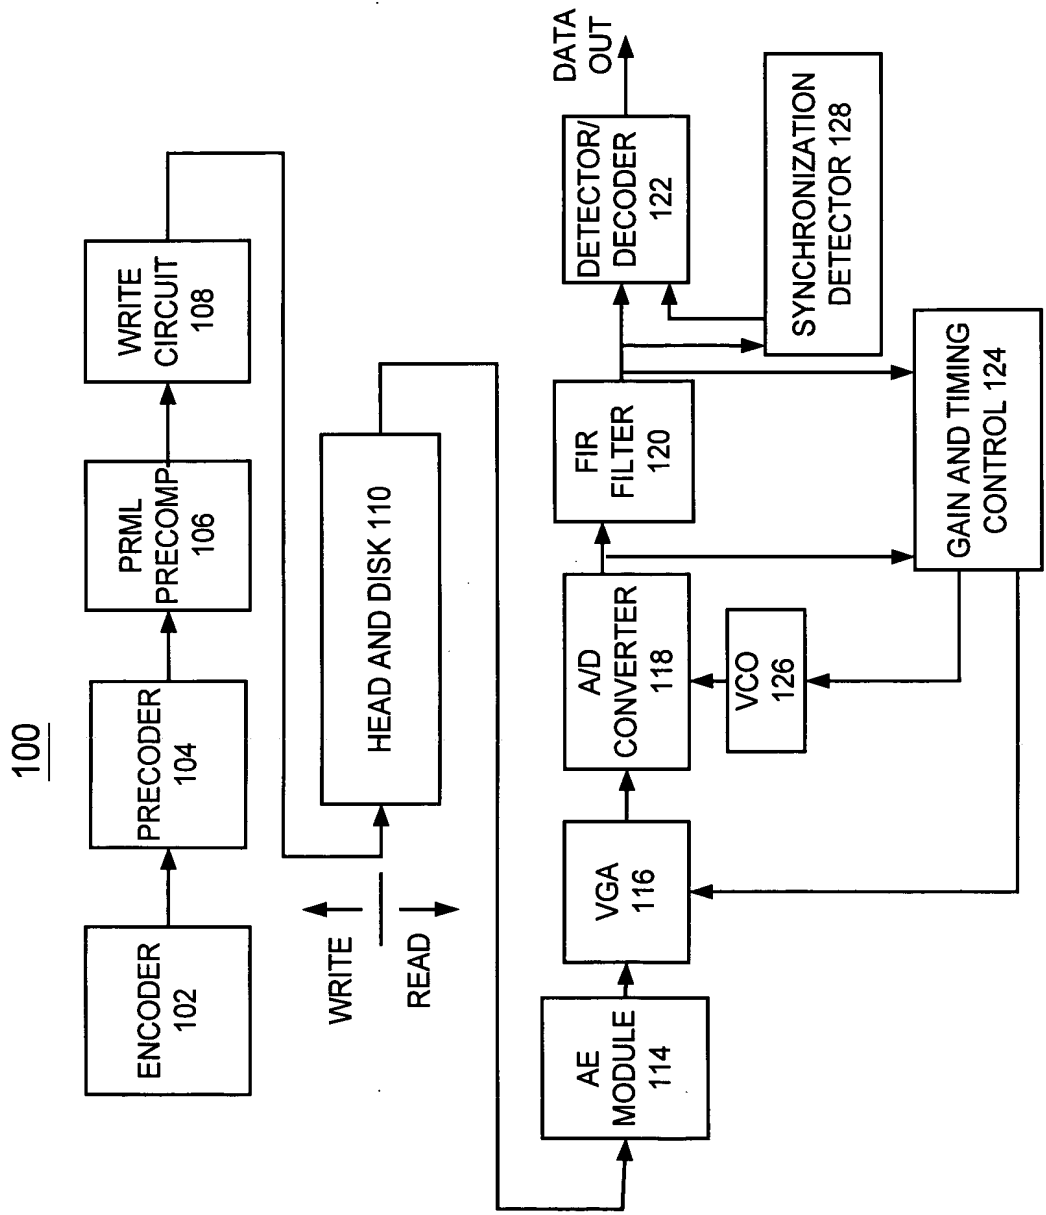 100
ENCODER
102
PRECODER
104
PRML
PRECOMP
106
WRITE
CIRCUIT
108
WRITE
READ
HEAD AND DISK 110
AE
MODULE
114
VGA
116
A/D
CONVERTER
118
FIR
FILTER
120
DETECTOR/
DECODER
122
DATA
OUT
VCO
126
SYNCHRONIZATION
DETECTOR 128
GAIN AND TIMING
CONTROL 124